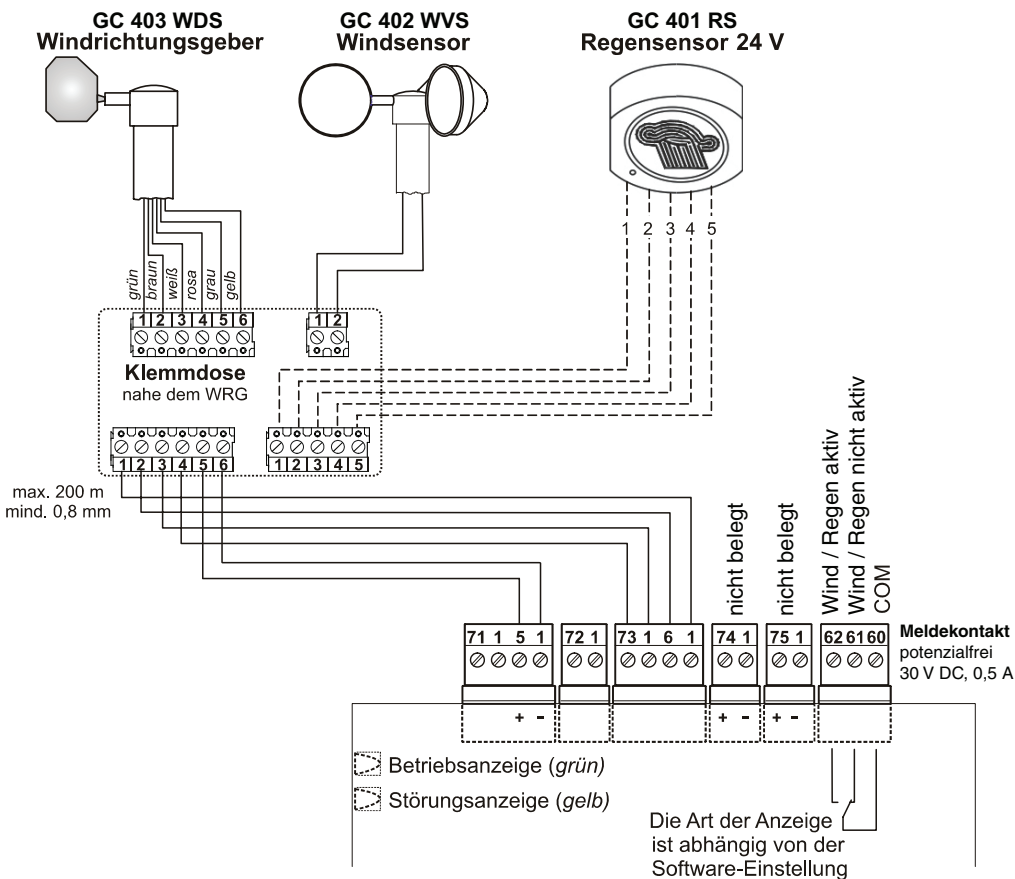 GC 403 WDS
Windrichtungsgeber
GC 402 WVS
Windsensor
GC 401 RS
Regensensor 24 V
1 2 3 4 5
grün
braun
weiß
rosa
grau
gelb
1 2 3 4 5 6
1 2
Klemmdose
nahe dem WRG
1 2 3 4 5 6
1 2 3 4 5
max. 200 m
mind. 0,8 mm
nicht belegt
nicht belegt
Wind / Regen aktiv
Wind / Regen nicht aktiv
COM
71 1 5 1
72 1
73 1 6 1
74 1
75 1
62 61 60
Meldekontakt
potenzialfrei
30 V DC, 0,5 A
+ -
+ -
+ -
Betriebsanzeige (grün)
Störungsanzeige (gelb)
Die Art der Anzeige
ist abhängig von der
Software-Einstellung